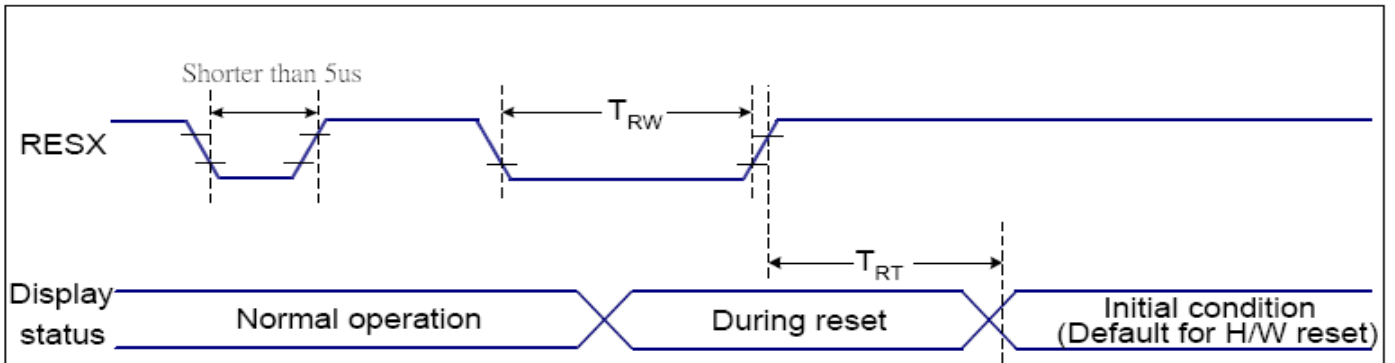 Shorter than 5us
RESX
TRW
TRT
Display
status
Normal operation
During reset
Initial condition
(Default for H/W reset)